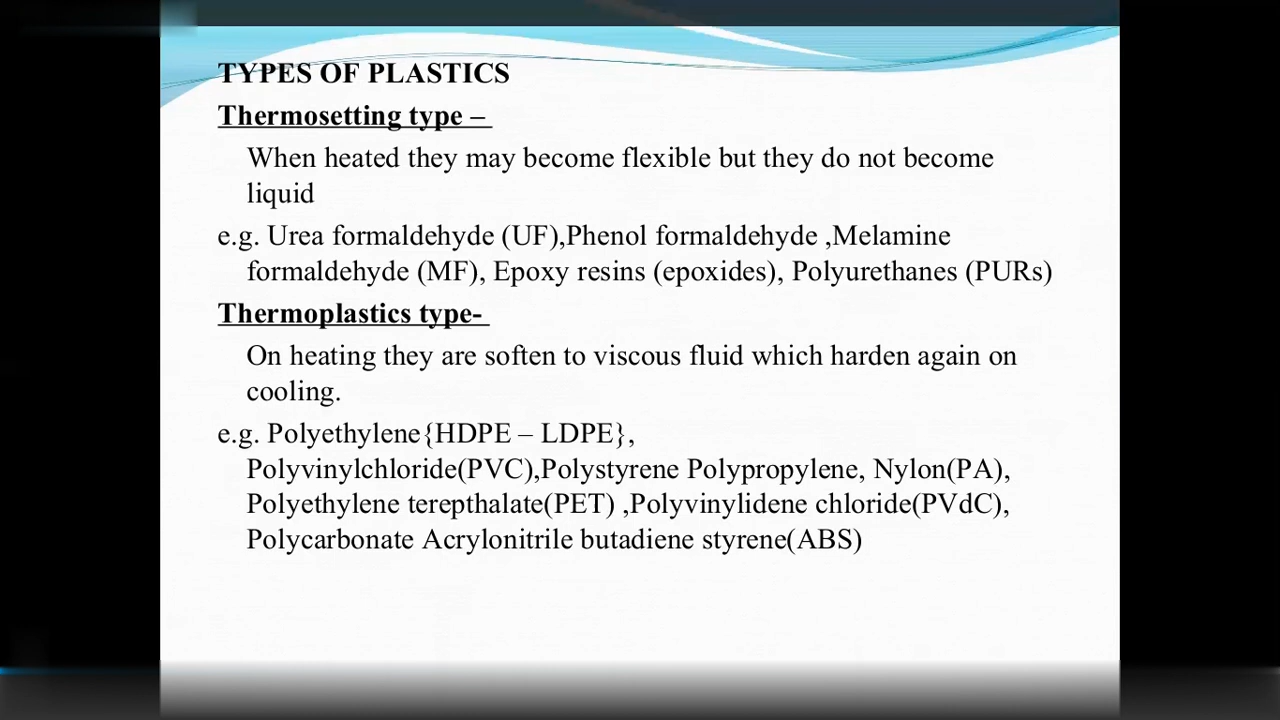 TYPES OF PLASTICS
Thermosetting type –
When heated they may become flexible but they do not become
liquid
e.g. Urea formaldehyde (UF),Phenol formaldehyde ,Melamine
formaldehyde (MF), Epoxy resins (epoxides), Polyurethanes (PURs)
Thermoplastics type-
On heating they are soften to viscous fluid which harden again on
cooling.
e.g. Polyethylene{HDPE – LDPE},
Polyvinylchloride(PVC),Polystyrene Polypropylene, Nylon(PA),
Polyethylene terepthalate(PET) ,Polyvinylidene chloride(PVdC),
Polycarbonate Acrylonitrile butadiene styrene(ABS)